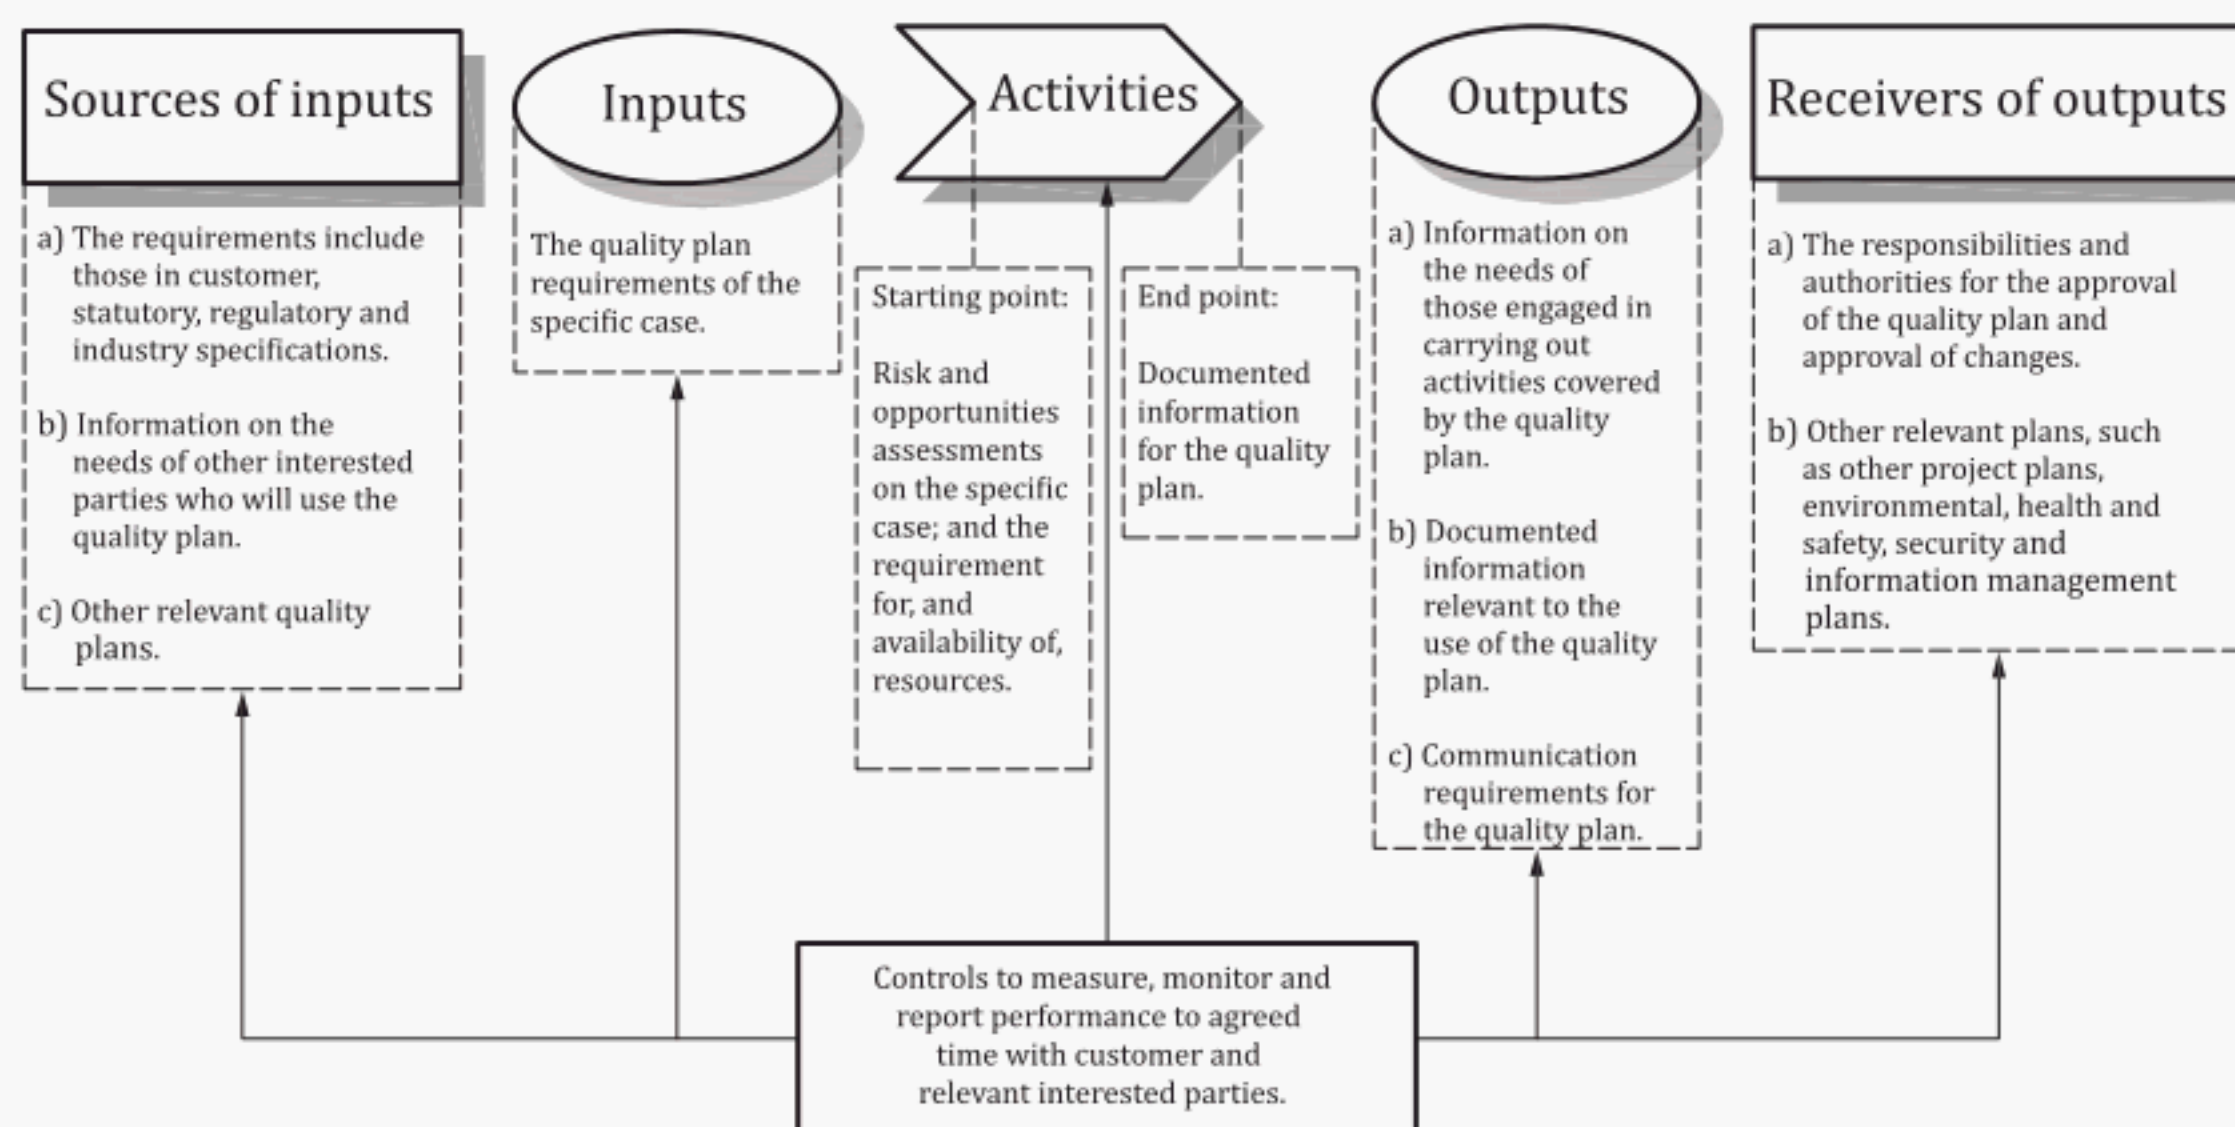 Sources of inputs
a) The requirements include
those in customer,
statutory, regulatory and
industry specifications.
b) Information on the
needs of other interested
parties who will use the
quality plan.
c) Other relevant quality
plans.
Inputs
The quality plan
requirements of the
specific case.
Activities
Starting point:
Risk and
opportunities
assessments
on the specific
case; and the
requirement
for, and
availability of,
resources.
End point:
Documented
information
for the quality
plan.
Outputs
a) Information on
the needs of
those engaged in
carrying out
activities covered
by the quality
plan.
b) Documented
information
relevant to the
use of the quality
plan.
c) Communication
requirements for
the quality plan.
Receivers of outputs
a) The responsibilities and
authorities for the approval
of the quality plan and
approval of changes.
b) Other relevant plans, such
as other project plans,
environmental, health and
safety, security and
information management
plans.
Controls to measure, monitor and
report performance to agreed
time with customer and
relevant interested parties.